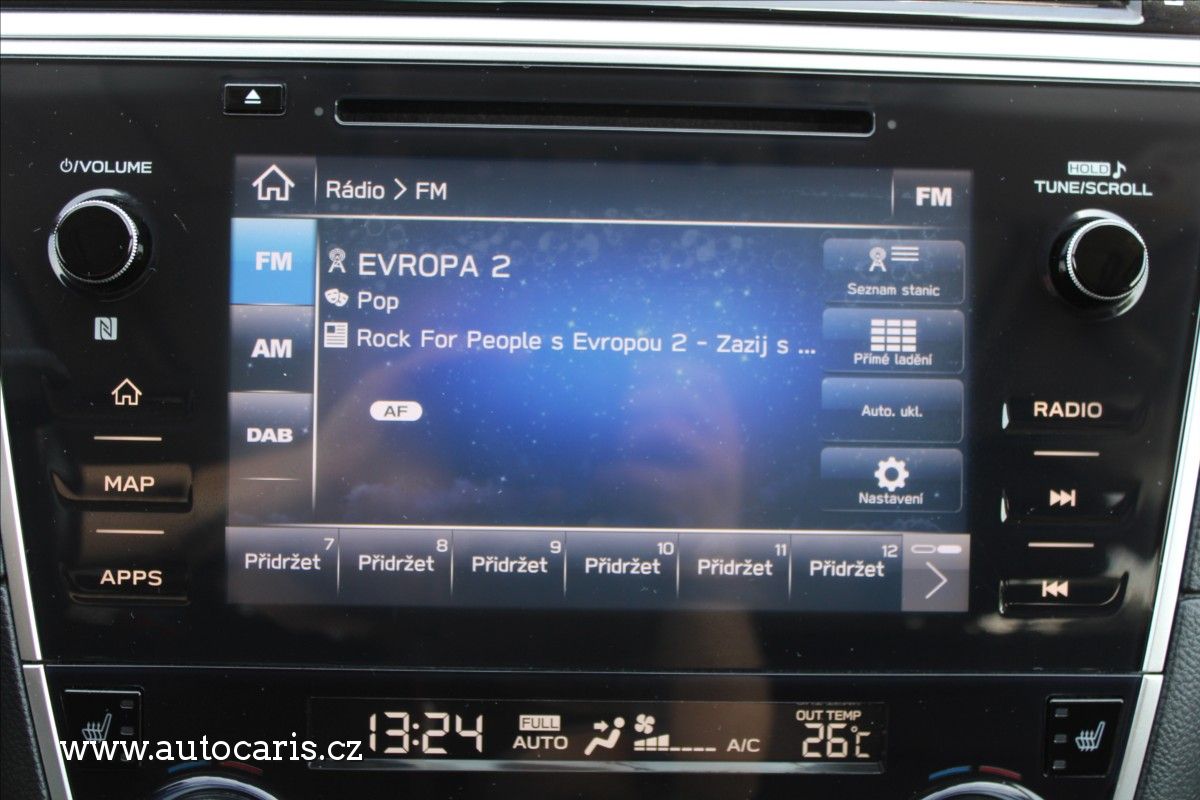 ⏻/VOLUME
HOLD ♪
TUNE/SCROLL
Rádio > FM
FM
FM
AM
DAB
EVROPA 2
Pop
Rock For People s Evropou 2 - Zazij s ...
AF
Seznam stanic
Přímé ladění
Auto. ukl.
Nastavení
7
Přidržet
8
Přidržet
9
Přidržet
10
Přidržet
11
Přidržet
12
Přidržet
MAP
APPS
RADIO
13:24
FULL
AUTO
A/C
OUT TEMP
26°C
www.autocaris.cz